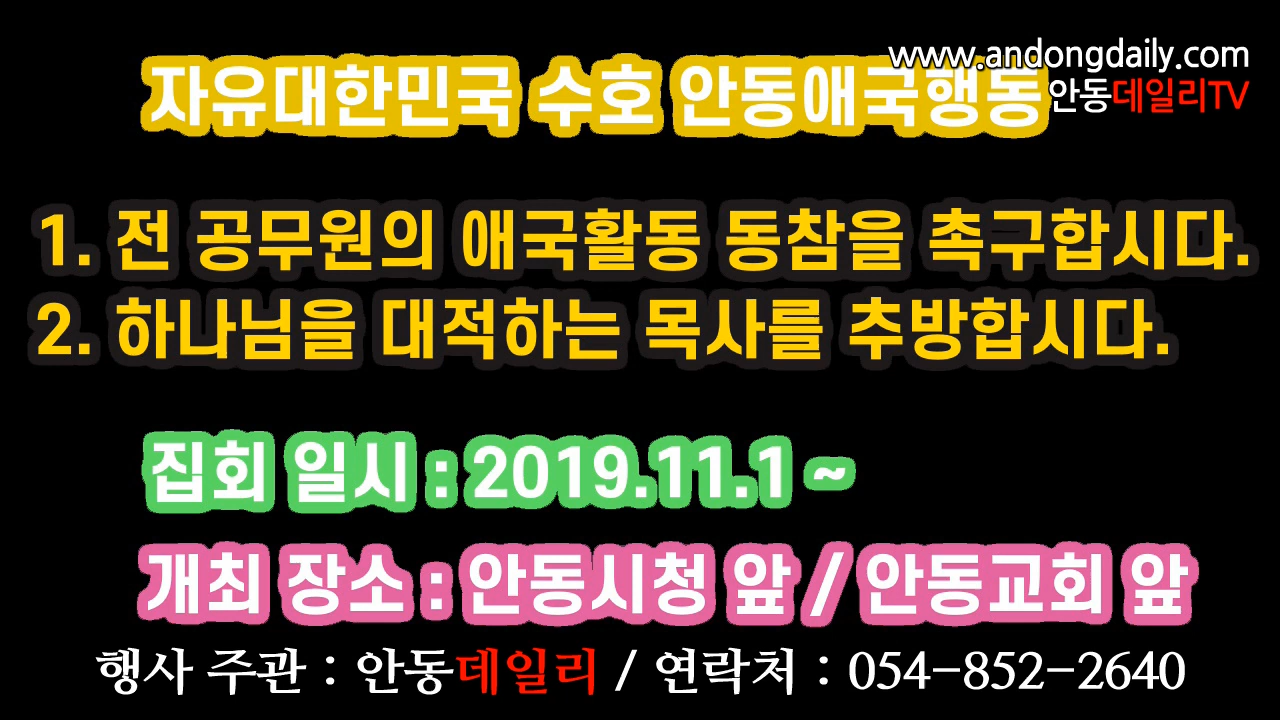 www.andongdaily.com
자유대한민국 수호 안동애국행동
안동데일리TV
1. 전 공무원의 애국활동 동참을 촉구합시다.
2. 하나님을 대적하는 목사를 추방합시다.
집회 일시 : 2019.11.1 ~
개최 장소 : 안동시청 앞 / 안동교회 앞
행사 주관 : 안동데일리 / 연락처 : 054-852-2640